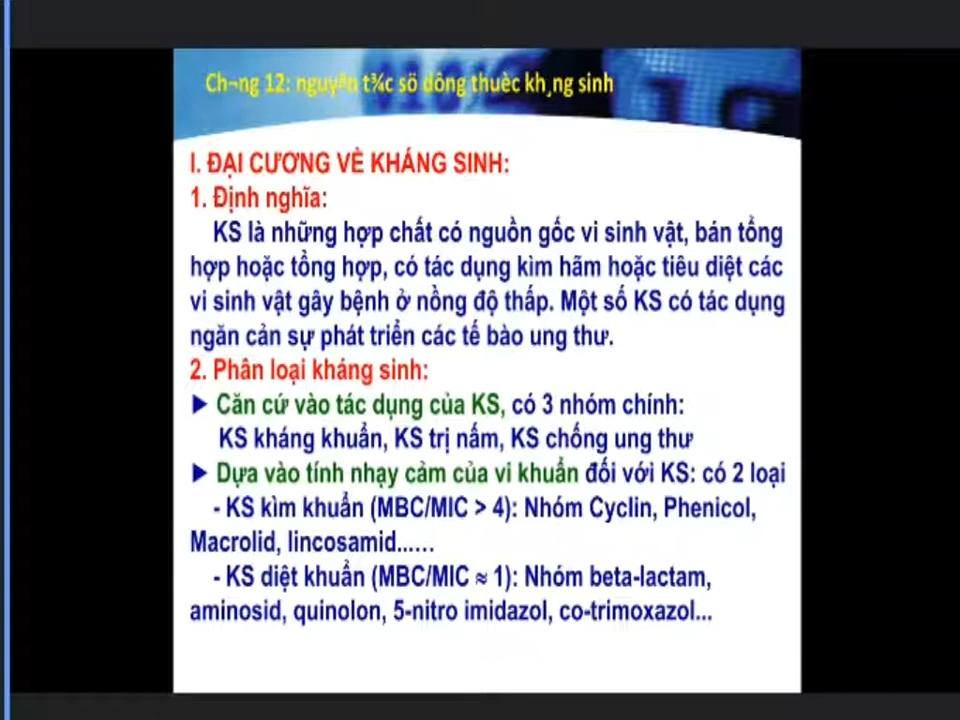 Ch¬ng 12: nguyªn t¾c sö dông thuèc kh¸ng sinh
I. ĐẠI CƯƠNG VỀ KHÁNG SINH:
1. Định nghĩa:
KS là những hợp chất có nguồn gốc vi sinh vật, bán tổng
hợp hoặc tổng hợp, có tác dụng kìm hãm hoặc tiêu diệt các
vi sinh vật gây bệnh ở nồng độ thấp. Một số KS có tác dụng
ngăn cản sự phát triển các tế bào ung thư.
2. Phân loại kháng sinh:
► Căn cứ vào tác dụng của KS, có 3 nhóm chính:
KS kháng khuẩn, KS trị nấm, KS chống ung thư
► Dựa vào tính nhạy cảm của vi khuẩn đối với KS: có 2 loại
- KS kìm khuẩn (MBC/MIC > 4): Nhóm Cyclin, Phenicol,
Macrolid, lincosamid...…
- KS diệt khuẩn (MBC/MIC ≈ 1): Nhóm beta-lactam,
aminosid, quinolon, 5-nitro imidazol, co-trimoxazol...